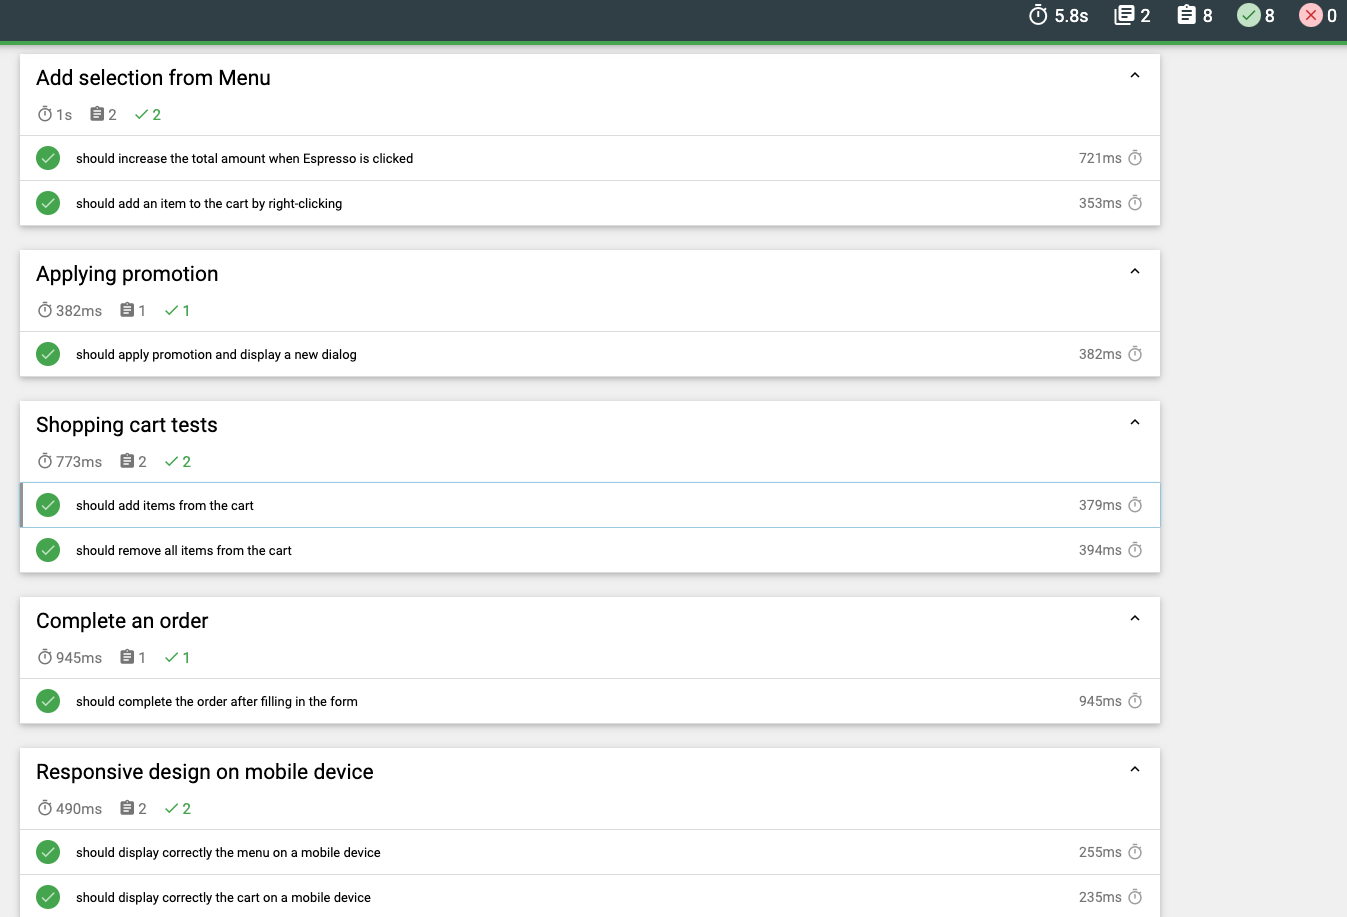 5.8s 2 8 8 0
Add selection from Menu
1s 2 2
should increase the total amount when Espresso is clicked 721ms
should add an item to the cart by right-clicking 353ms
Applying promotion
382ms 1 1
should apply promotion and display a new dialog 382ms
Shopping cart tests
773ms 2 2
should add items from the cart 379ms
should remove all items from the cart 394ms
Complete an order
945ms 1 1
should complete the order after filling in the form 945ms
Responsive design on mobile device
490ms 2 2
should display correctly the menu on a mobile device 255ms
should display correctly the cart on a mobile device 235ms